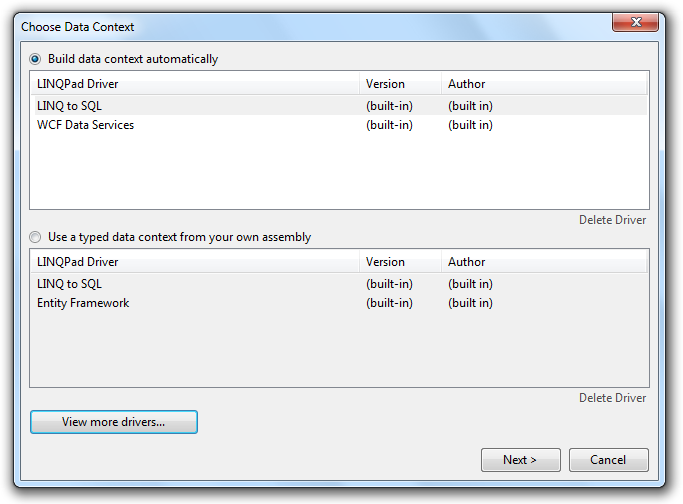 Choose Data Context
Build data context automatically
LINQPad Driver Version Author
LINQ to SQL (built-in) (built in)
WCF Data Services (built-in) (built in)
Delete Driver
Use a typed data context from your own assembly
LINQPad Driver Version Author
LINQ to SQL (built-in) (built in)
Entity Framework (built-in) (built in)
Delete Driver
View more drivers...
Next > Cancel